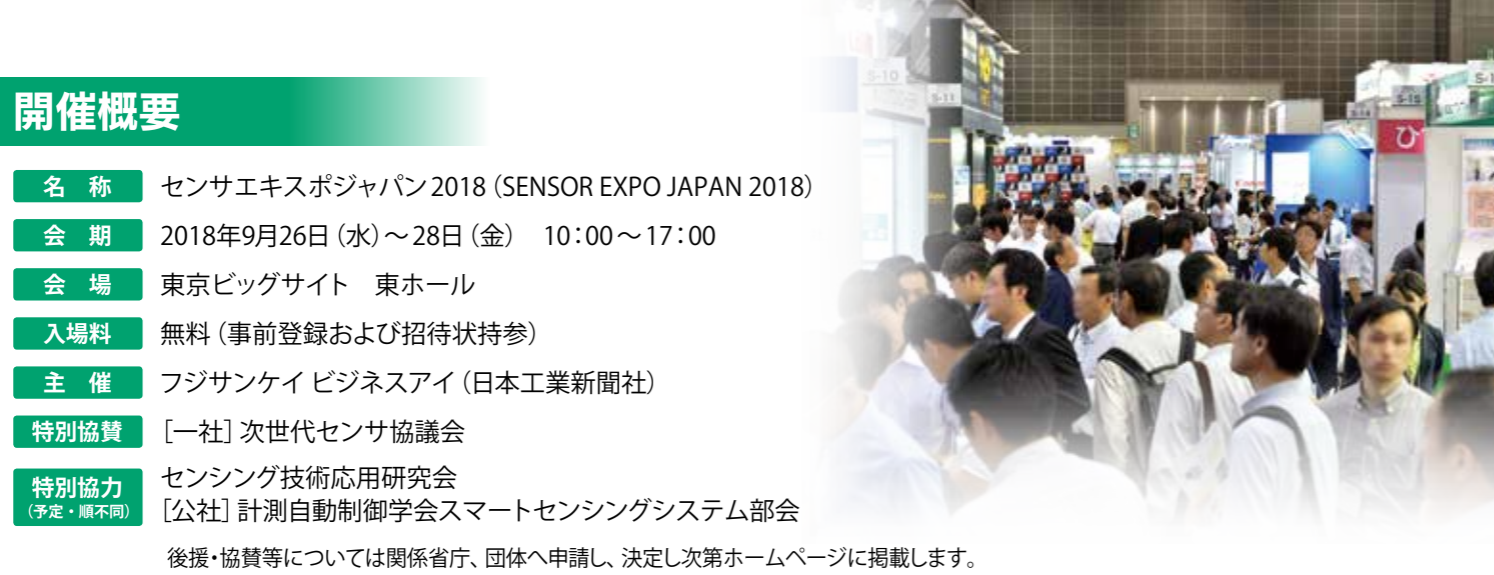 開催概要
名 称 センサエキスポジャパン2018（SENSOR EXPO JAPAN 2018）
会 期 2018年9月26日（水）～28日（金） 10：00～17：00
会 場 東京ビッグサイト 東ホール
入場料 無料（事前登録および招待状持参）
主 催 フジサンケイ ビジネスアイ（日本工業新聞社）
特別協賛 ［一社］次世代センサ協議会
特別協力
（予定・順不同）
センシング技術応用研究会
［公社］計測自動制御学会スマートセンシングシステム部会
後援・協賛等については関係省庁、団体へ申請し、決定し次第ホームページに掲載します。
S-10
S-11
S-15
ひ